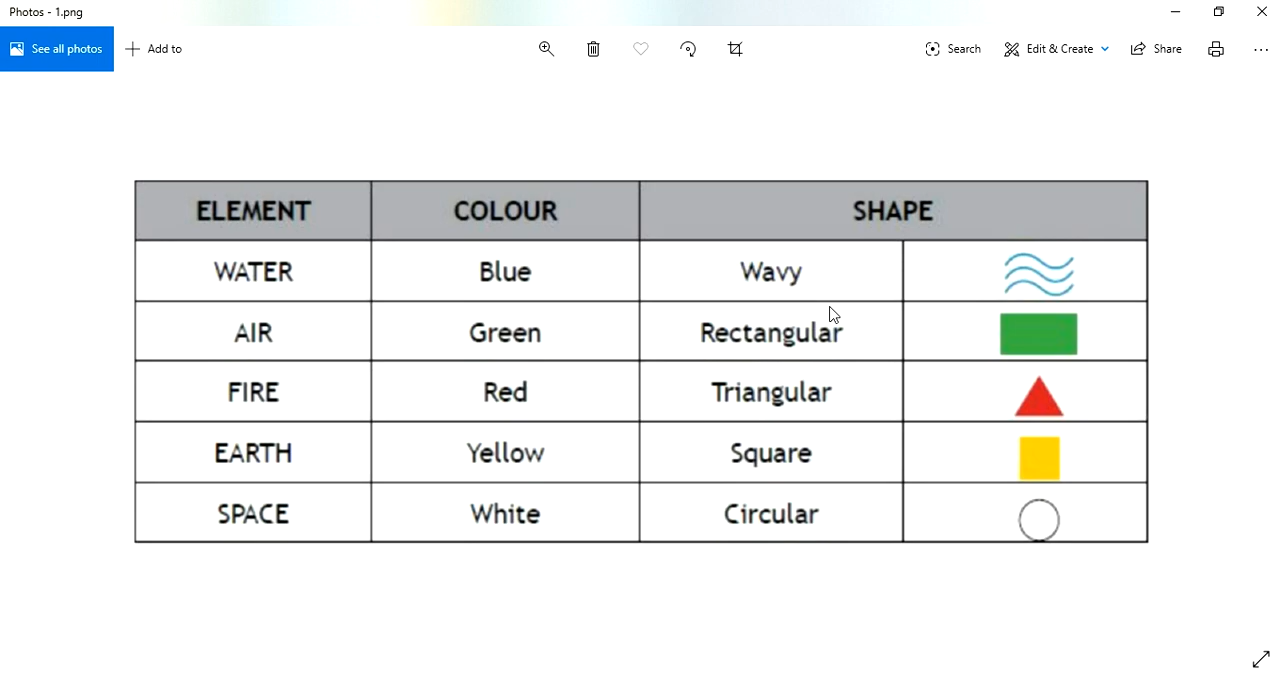 Photos - 1.png
See all photos Add to Search Edit & Create Share
ELEMENT COLOUR SHAPE
WATER Blue Wavy
AIR Green Rectangular
FIRE Red Triangular
EARTH Yellow Square
SPACE White Circular